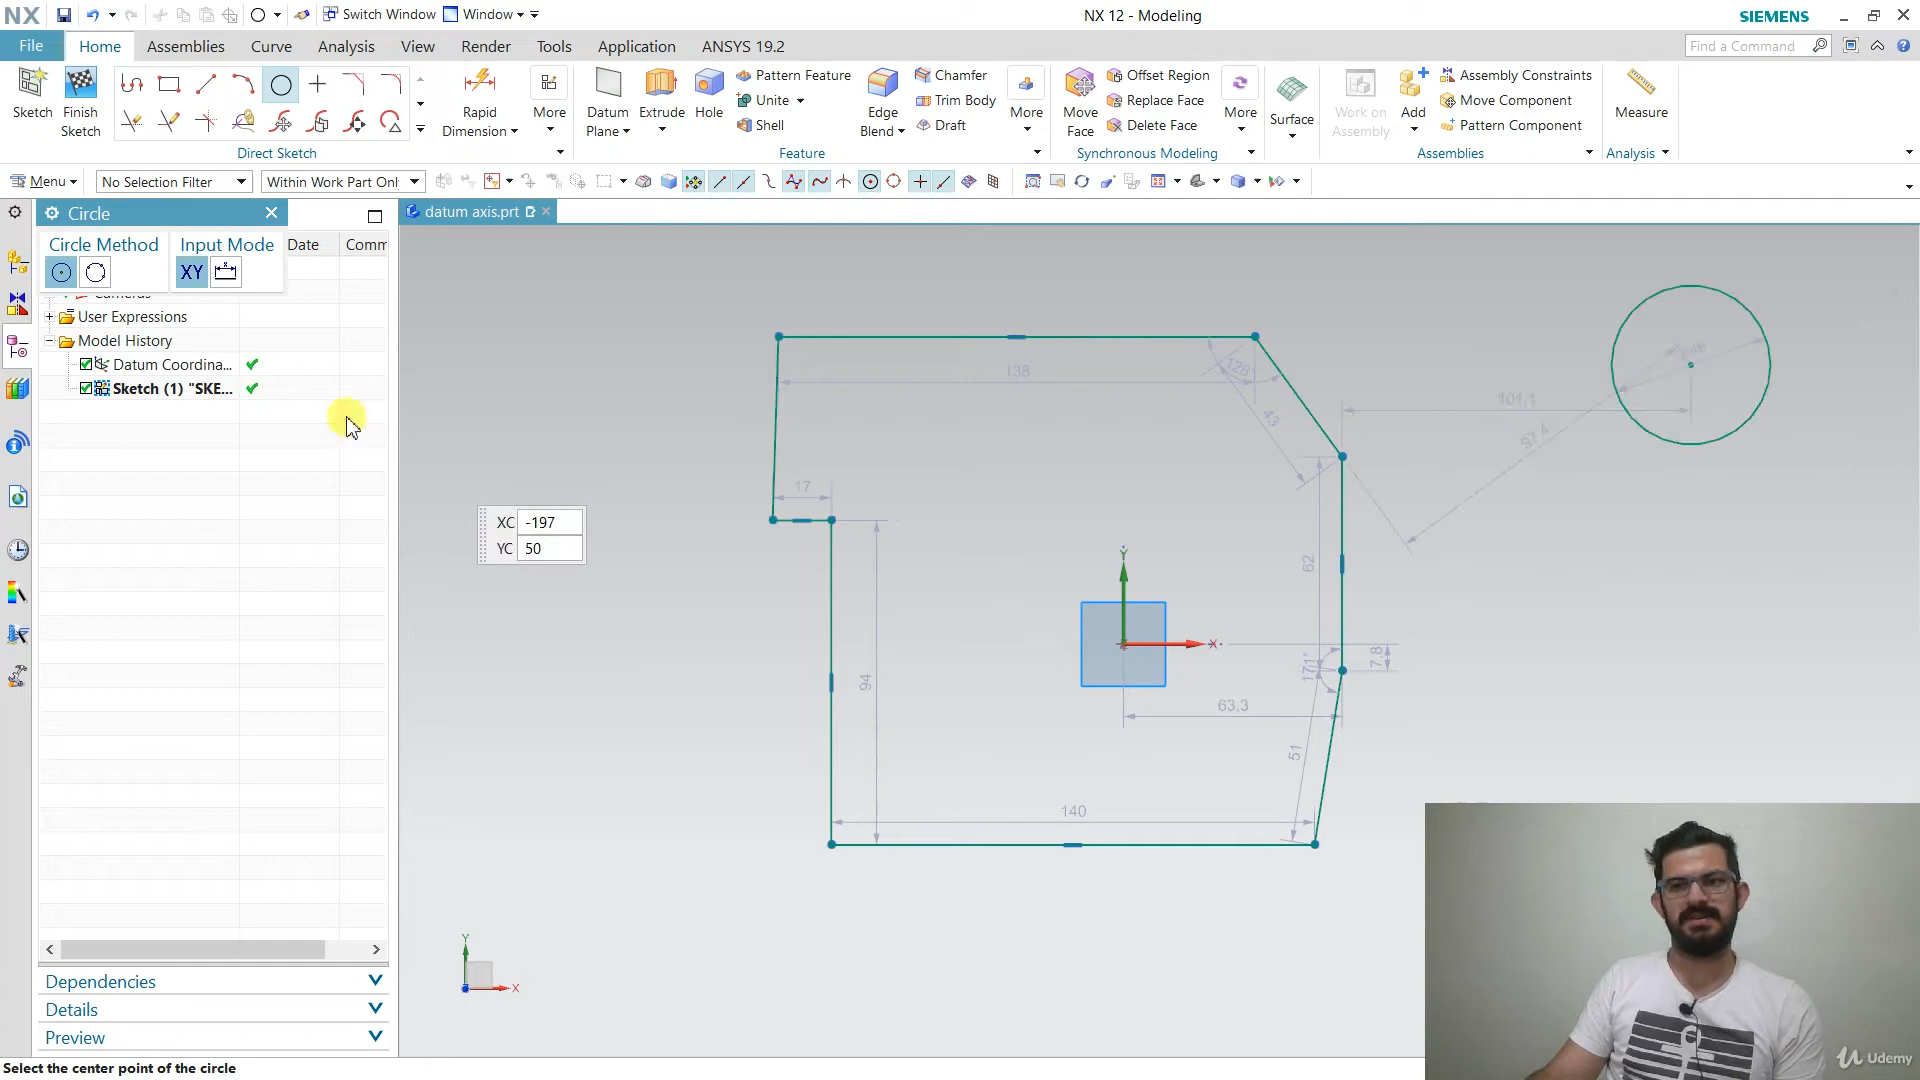 NX
Switch Window
Window
NX 12 - Modeling
SIEMENS
File
Home
Assemblies
Curve
Analysis
View
Render
Tools
Application
ANSYS 19.2
Find a Command
Sketch
Finish Sketch
Direct Sketch
Rapid Dimension
More
Datum Plane
Extrude
Hole
Pattern Feature
Unite
Shell
Edge Blend
Chamfer
Trim Body
Draft
More
Feature
Move Face
Offset Region
Replace Face
Delete Face
More
Synchronous Modeling
Surface
Work on Assembly
Add
Assembly Constraints
Move Component
Pattern Component
Assemblies
Measure
Analysis
Menu
No Selection Filter
Within Work Part Onl
Circle
datum axis.prt
Circle Method
Input Mode
Date
Comm
XY
Cameras
User Expressions
Model History
Datum Coordina...
Sketch (1) "SKE...
138
128°
43
101,1
97,4
17
XC -197
YC 50
62
Y
X
17,1°
7,8
94
63,3
51
140
Y
X
Dependencies
Details
Preview
Select the center point of the circle
Udemy